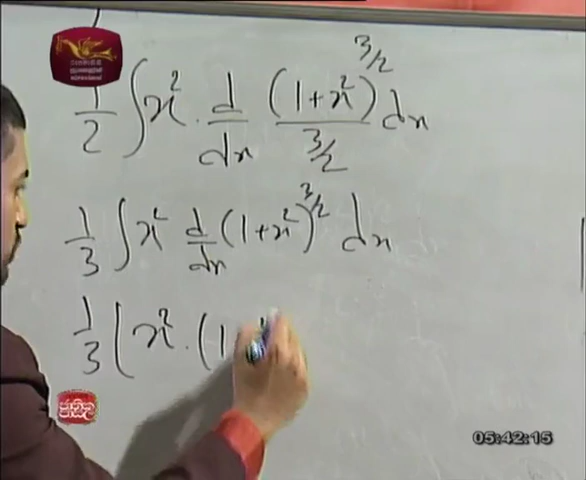 1/2 ∫ x² . d/dx (1+x²)^3/2 / 3/2 dx
1/3 ∫ x² d/dx (1+x²)^3/2 dx
1/3 [ x² . (1
05:42:15